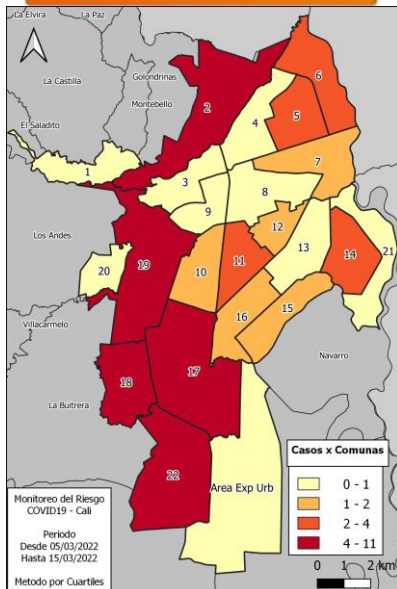 La Elvira
La Paz
La Castilla
Golondrinas
Montebello
El Saladito
Los Andes
Villacarmelo
La Buitrera
Navarro
6
2
5
4
7
1
3
8
9
12
13
14
21
19
20
10
11
16
15
17
18
22
Area Exp Urb
Casos x Comunas
0 - 1
1 - 2
2 - 4
4 - 11
0 1 2 km
Monitoreo del Riesgo
COVID19 - Cali
Periodo
Desde 05/03/2022
Hasta 15/03/2022
Metodo por Cuartiles